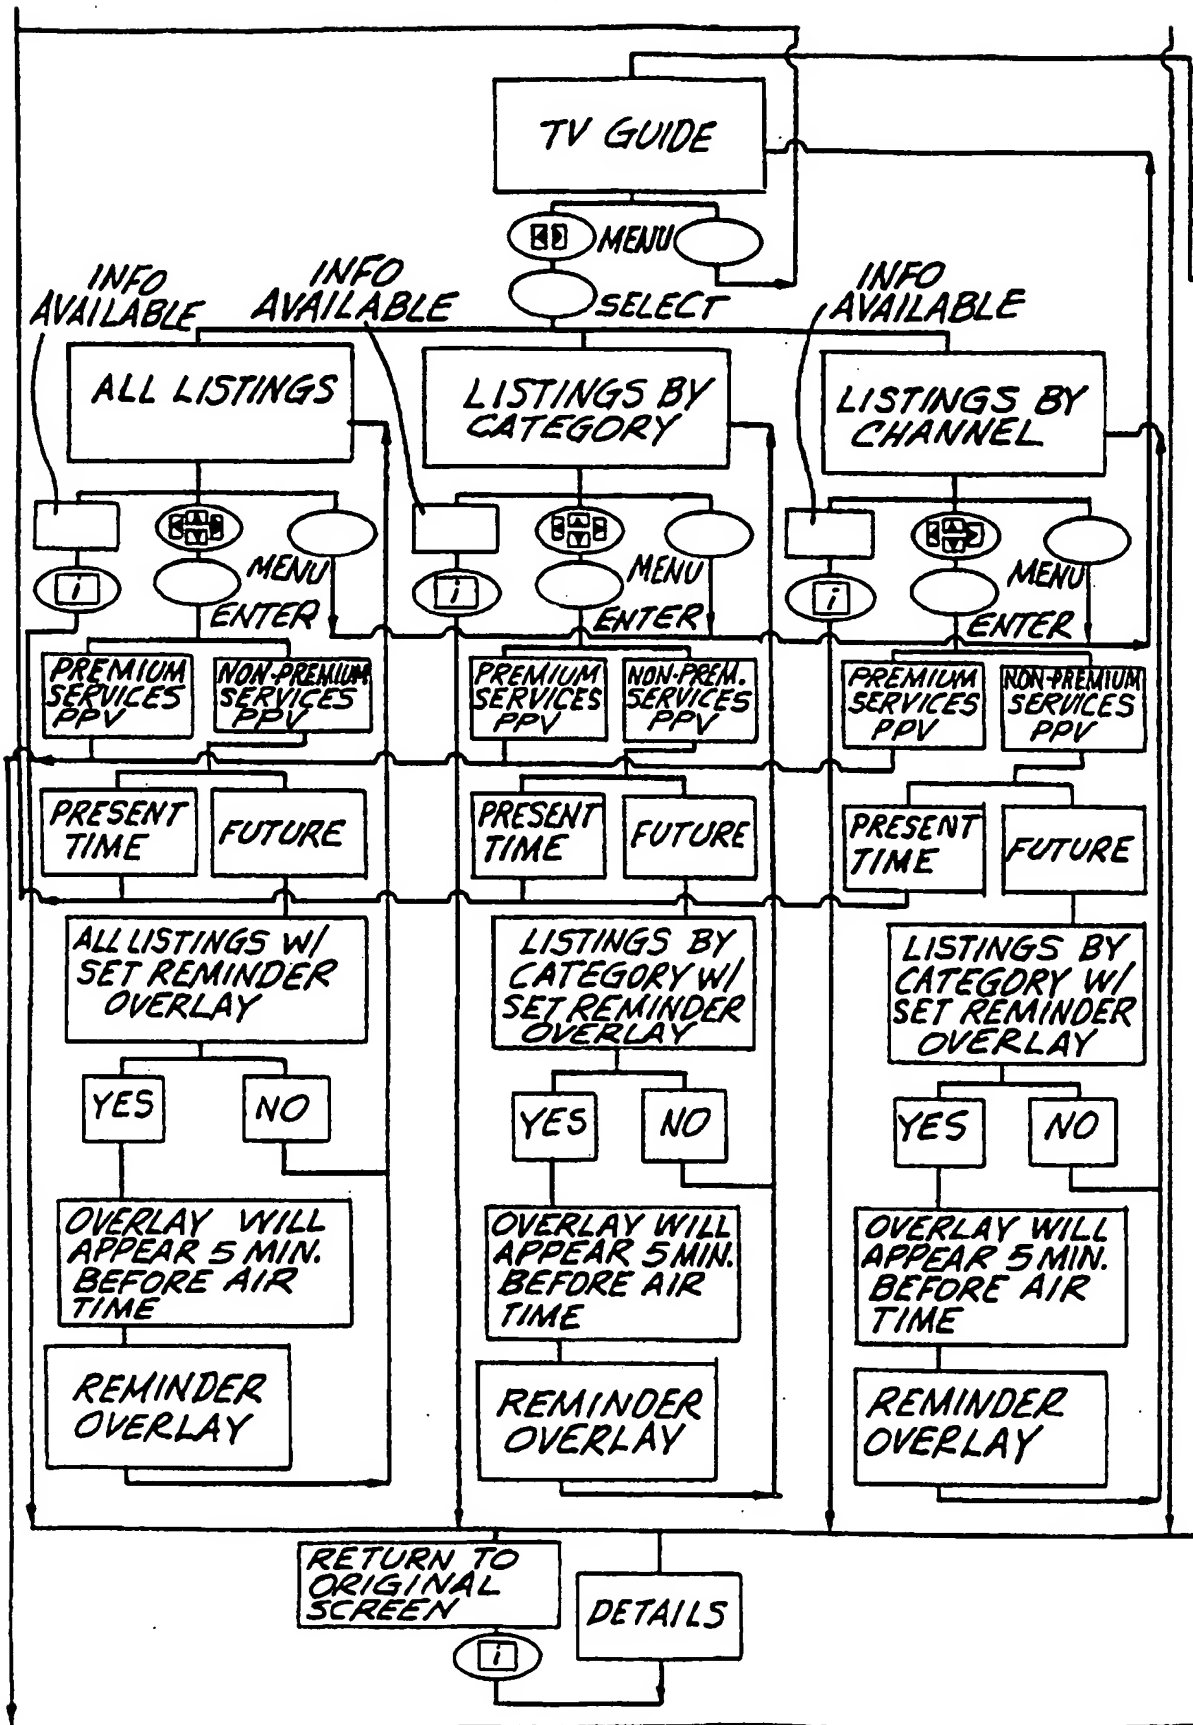 TV GUIDE
MENU
SELECT
INFO
AVAILABLE
INFO
AVAILABLE
INFO
AVAILABLE
ALL LISTINGS
LISTINGS BY
CATEGORY
LISTINGS BY
CHANNEL
i
MENU
ENTER
i
MENU
ENTER
i
MENU
ENTER
PREMIUM
SERVICES
PPV
NON-PREMIUM
SERVICES
PPV
PREMIUM
SERVICES
PPV
NON-PREM.
SERVICES
PPV
PREMIUM
SERVICES
PPV
NON-PREMIUM
SERVICES
PPV
PRESENT
TIME
FUTURE
PRESENT
TIME
FUTURE
PRESENT
TIME
FUTURE
ALL LISTINGS W/
SET REMINDER
OVERLAY
LISTINGS BY
CATEGORY W/
SET REMINDER
OVERLAY
LISTINGS BY
CATEGORY W/
SET REMINDER
OVERLAY
YES
NO
YES
NO
YES
NO
OVERLAY WILL
APPEAR 5 MIN.
BEFORE AIR
TIME
OVERLAY WILL
APPEAR 5 MIN.
BEFORE AIR
TIME
OVERLAY WILL
APPEAR 5 MIN.
BEFORE AIR
TIME
REMINDER
OVERLAY
REMINDER
OVERLAY
REMINDER
OVERLAY
RETURN TO
ORIGINAL
SCREEN
i
DETAILS